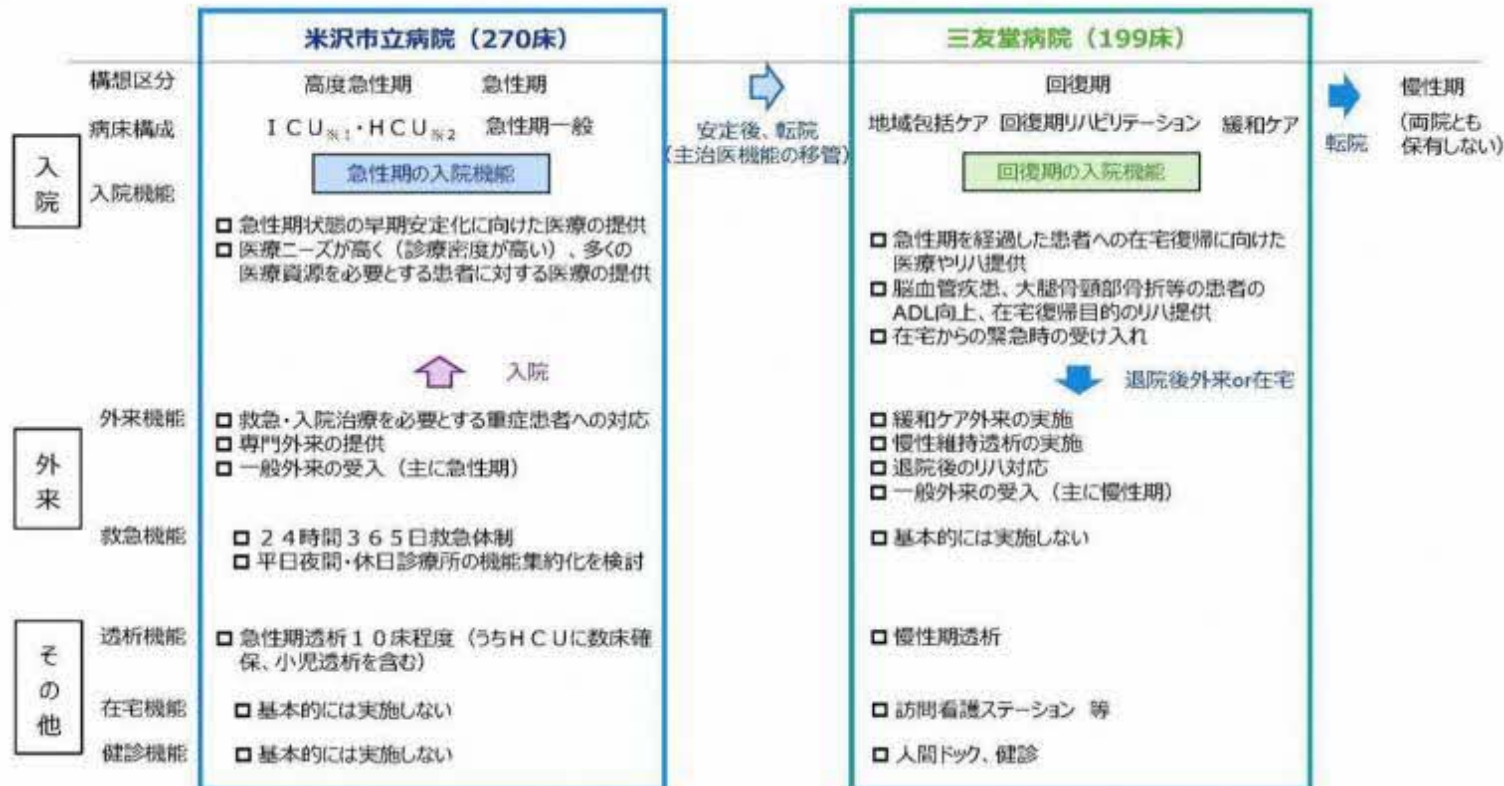 米沢市立病院（270床）
三友堂病院（199床）
構想区分
高度急性期
急性期
回復期
慢性期
（両院とも
保有しない）
病床構成
ＩＣＵ※1・ＨＣＵ※2
急性期一般
安定後、転院
（主治医機能の移管）
地域包括ケア
回復期リハビリテーション
緩和ケア
転院
入院
入院機能
急性期の入院機能
回復期の入院機能
□ 急性期状態の早期安定化に向けた医療の提供
□ 医療ニーズが高く（診療密度が高い）、多くの
医療資源を必要とする患者に対する医療の提供
□ 急性期を経過した患者への在宅復帰に向けた
医療やリハ提供
□ 脳血管疾患、大腿骨頸部骨折等の患者の
ADL向上、在宅復帰目的のリハ提供
□ 在宅からの緊急時の受け入れ
入院
退院後外来or在宅
外来
外来機能
□ 救急・入院治療を必要とする重症患者への対応
□ 専門外来の提供
□ 一般外来の受入（主に急性期）
□ 緩和ケア外来の実施
□ 慢性維持透析の実施
□ 退院後のリハ対応
□ 一般外来の受入（主に慢性期）
救急機能
□ ２４時間３６５日救急体制
□ 平日夜間・休日診療所の機能集約化を検討
□ 基本的には実施しない
その他
透析機能
□ 急性期透析１０床程度（うちＨＣＵに数床確
保、小児透析を含む）
□ 慢性期透析
在宅機能
□ 基本的には実施しない
□ 訪問看護ステーション 等
健診機能
□ 基本的には実施しない
□ 人間ドック、健診